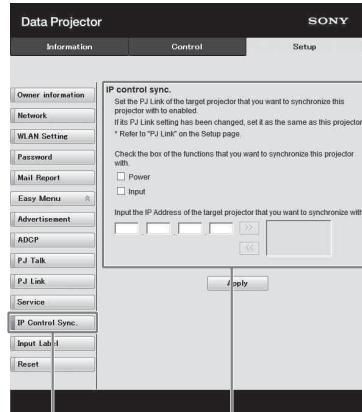 Data Projector
SONY
Information
Control
Setup
Owner information
Network
WLAN Setting
Password
Mail Report
Easy Menu
Advertisement
ADCP
PJ Talk
PJ Link
Service
IP Control Sync.
Input Label
Reset
IP control sync.
Set the PJ Link of the target projector that you want to synchronize this
projector with to enabled.
If its PJ Link setting has been changed, set it as the same as this projector
* Refer to "PJ Link" on the Setup page.
Check the box of the functions that you want to synchronize this projector
with.
Power
Input
Input the IP Address of the target projector that you want to synchronize with
>>
<<
Apply